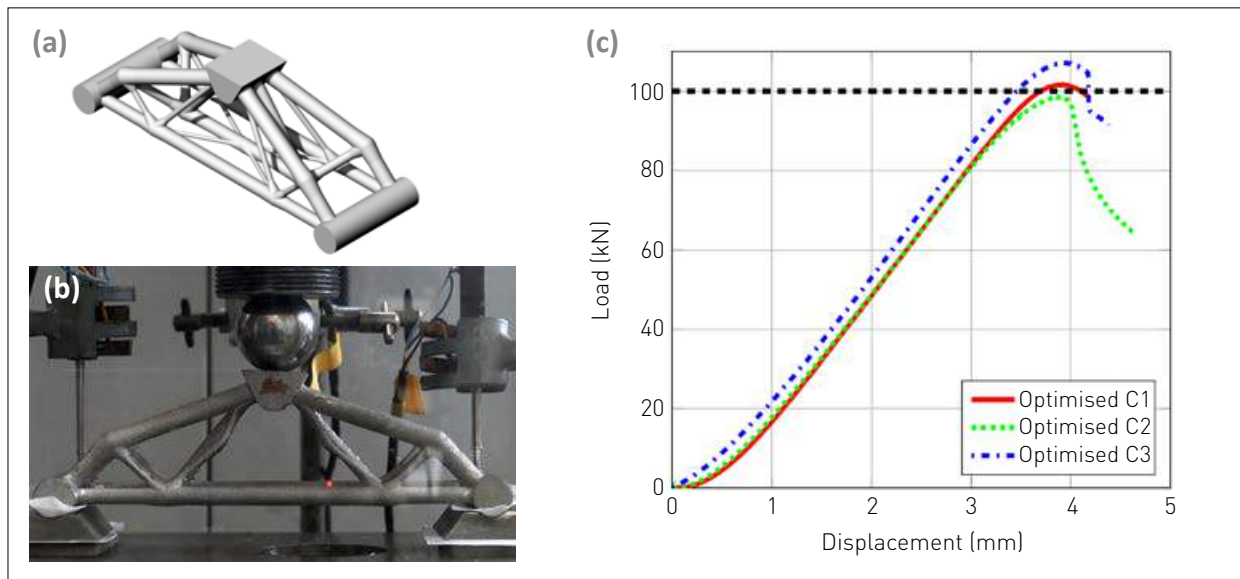 (a)
(b)
(c)
Load (kN)
100
80
60
40
20
0
0 1 2 3 4 5
Displacement (mm)
Optimised C1
Optimised C2
Optimised C3